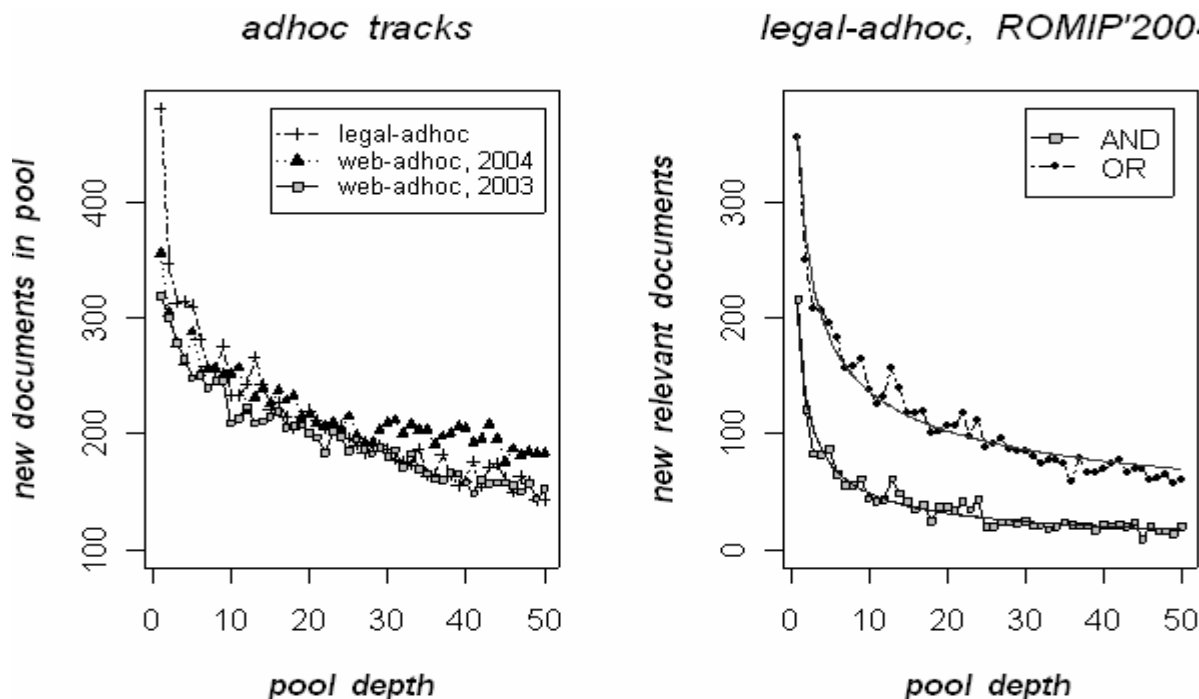 adhoc tracks
new documents in pool
400
300
200
100
legal-adhoc
web-adhoc, 2004
web-adhoc, 2003
0 10 20 30 40 50
pool depth
legal-adhoc, ROMIP'200
new relevant documents
300
200
100
0
AND
OR
0 10 20 30 40 50
pool depth